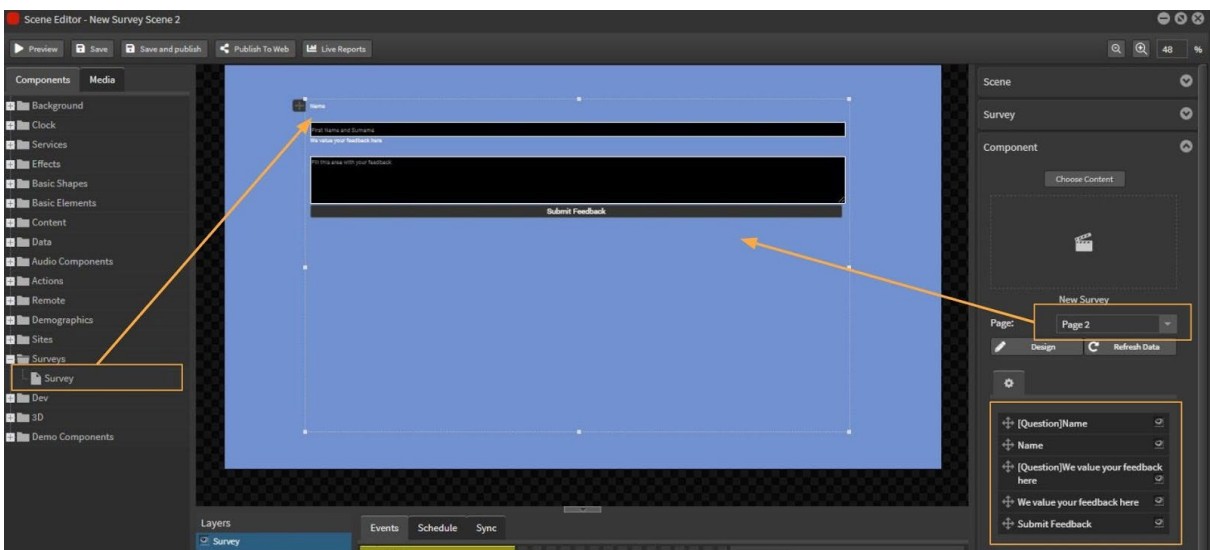 Scene Editor - New Survey Scene 2
Preview Save Save and publish Publish To Web Live Reports 48 %
Components Media
Background
Clock
Services
Effects
Basic Shapes
Basic Elements
Content
Data
Audio Components
Actions
Remote
Demographics
Sites
Surveys
Survey
Dev
3D
Demo Components
Name
First Name and Surname
We value your feedback here
Fill this area with your feedback
Submit Feedback
Layers
Survey
Events Schedule Sync
Scene
Survey
Component
Choose Content
New Survey
Page: Page 2
Design Refresh Data
[Question]Name
Name
[Question]We value your feedback
here
We value your feedback here
Submit Feedback